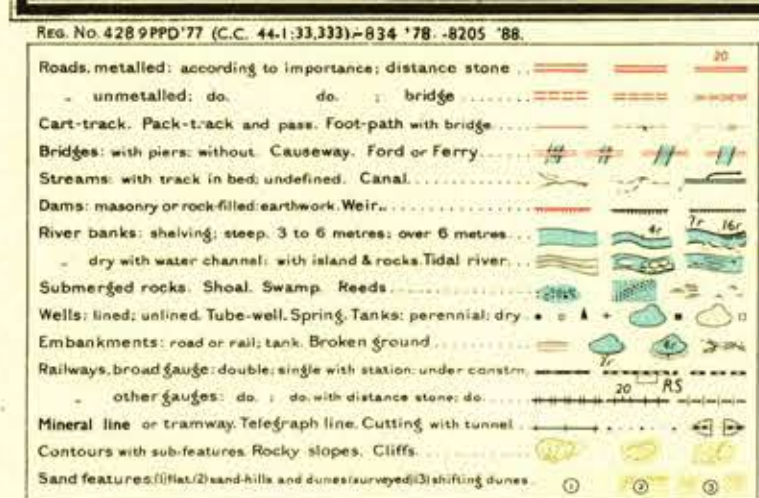 REG. No. 428 9PPD'77 (C.C. 44-1:33,333).-834 '78. -8205 '88.
Roads, metalled: according to importance; distance stone .. 20
„ unmetalled: do. do. ; bridge ........
Cart-track. Pack-track and pass. Foot-path with bridge ..
Bridges: with piers; without. Causeway. Ford or Ferry....
Streams: with track in bed; undefined. Canal............
Dams: masonry or rock-filled; earthwork. Weir..
River banks: shelving; steep, 3 to 6 metres; over 6 metres ... 4r 7r 16r
„ dry with water channel; with island & rocks. Tidal river.
Submerged rocks. Shoal. Swamp. Reeds..............
Wells: lined; unlined. Tube-well. Spring. Tanks: perennial; dry .
Embankments: road or rail; tank. Broken ground........ 7r 4r
Railways, broad gauge: double; single with station; under constrn. RS
„ other gauges: do. ; do. with distance stone; do. 20
Mineral line or tramway. Telegraph line. Cutting with tunnel ..
Contours with sub-features. Rocky slopes. Cliffs..........
Sand features:(1)flat.(2)sand-hills and dunes(surveyed)(3)shifting dunes. 1 2 3